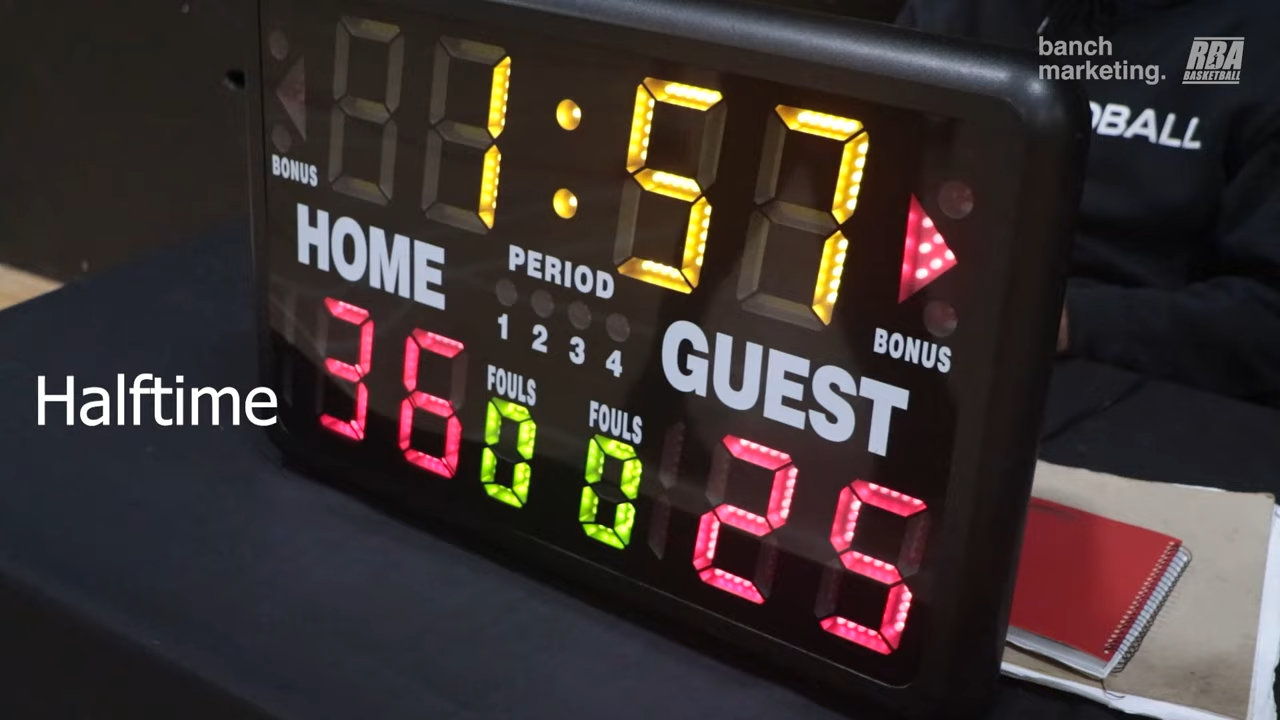 banch
marketing.
RBA
BASKETBALL
BALL
1:57
BONUS
HOME
PERIOD
1 2 3 4
GUEST
BONUS
FOULS
FOULS
36
0
0
25
Halftime